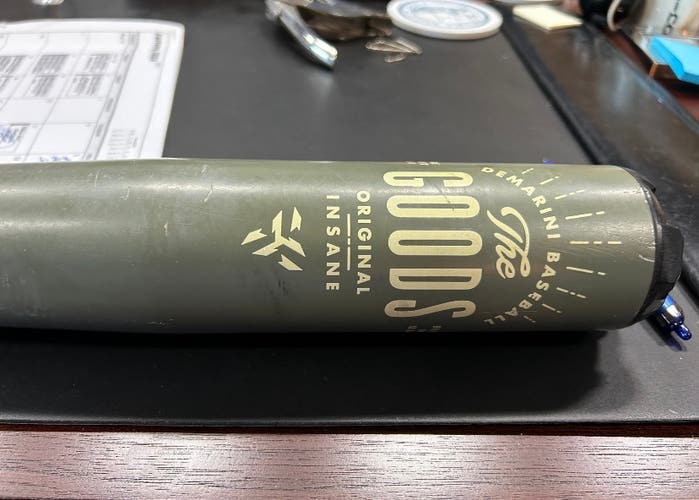 DEMARINI BASEBALL
The
GOODS
ORIGINAL
INSANE